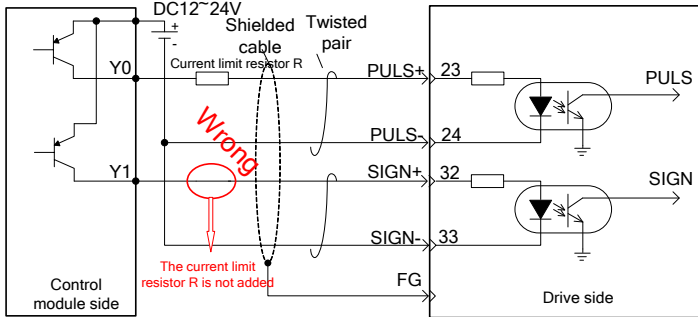 DC12~24V
+
-
Shielded
cable
Twisted
pair
Y0
Current limit resistor R
PULS+
23
PULS
Wrong
PULS-
24
Y1
SIGN+
32
SIGN
SIGN-
33
The current limit
resistor R is not added
FG
Control
module side
Drive side